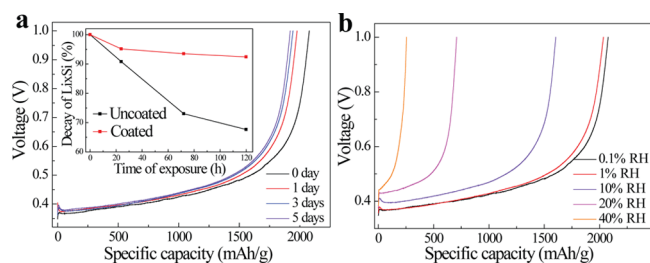 a
1.0
0.9
0.8
0.7
0.6
0.5
0.4
Voltage (V)
0
500
1000
1500
2000
Specific capacity (mAh/g)
0 day
1 day
3 days
5 days
100
90
80
70
60
Decay of LixSi (%)
0
20
40
60
80
100
120
Time of exposure (h)
Uncoated
Coated
b
1.0
0.8
0.6
0.4
Voltage (V)
0
500
1000
1500
2000
Specific capacity (mAh/g)
0.1% RH
1% RH
10% RH
20% RH
40% RH